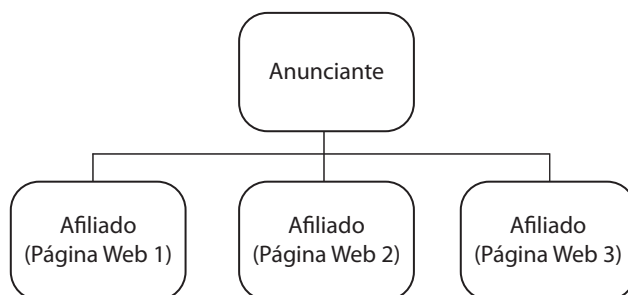 Anunciante
Afiliado
(Página Web 1)
Afiliado
(Página Web 2)
Afiliado
(Página Web 3)